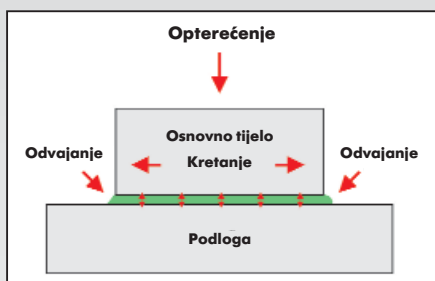 Opterećenje
Osnovno tijelo
Odvajanje
Kretanje
Odvajanje
Podloga